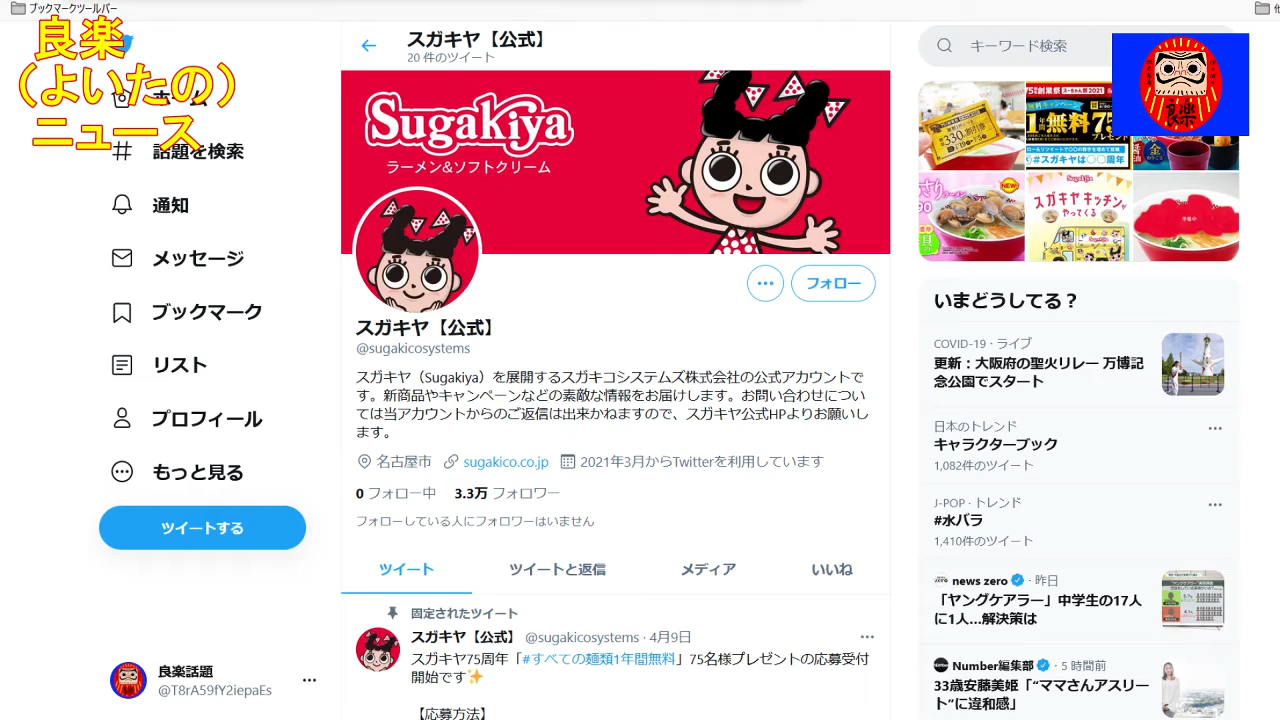 ブックマークツールバー
良楽
（よいたの）
ニュース
話題を検索
通知
メッセージ
ブックマーク
リスト
プロフィール
もっと見る
ツイートする
良楽話題
@T8rA59fY2iepaEs
スガキヤ【公式】
20 件のツイート
Sugakiya
ラーメン&ソフトクリーム
フォロー
スガキヤ【公式】
@sugakicosystems
スガキヤ（Sugakiya）を展開するスガキコシステムズ株式会社の公式アカウントで
す。新商品やキャンペーンなどの素敵な情報をお届けします。お問い合わせについ
ては当アカウントからのご返信は出来かねますので、スガキヤ公式HPよりお願いし
ます。
名古屋市 sugakico.co.jp 2021年3月からTwitterを利用しています
0 フォロー中 3.3万 フォロワー
フォローしている人にフォロワーはいません
ツイート ツイートと返信 メディア いいね
固定されたツイート
スガキヤ【公式】 @sugakicosystems · 4月9日
スガキヤ75周年「#すべての麺類1年間無料」75名様プレゼントの応募受付
開始です✨
【応募方法】
キーワード検索
良楽
無料
#スガキヤは〇〇周年
Sugakiya
スガキヤキッチンが
やってくる
NEW!
いまどうしてる？
COVID-19 · ライブ
更新：大阪府の聖火リレー 万博記
念公園でスタート
日本のトレンド
キャラクターブック
1,082件のツイート
J-POP · トレンド
#水バラ
1,410件のツイート
news zero · 昨日
「ヤングケアラー」中学生の17人
に1人…解決策は
Number編集部 · 5 時間前
33歳安藤美姫「“ママさんアスリー
ト”に違和感」